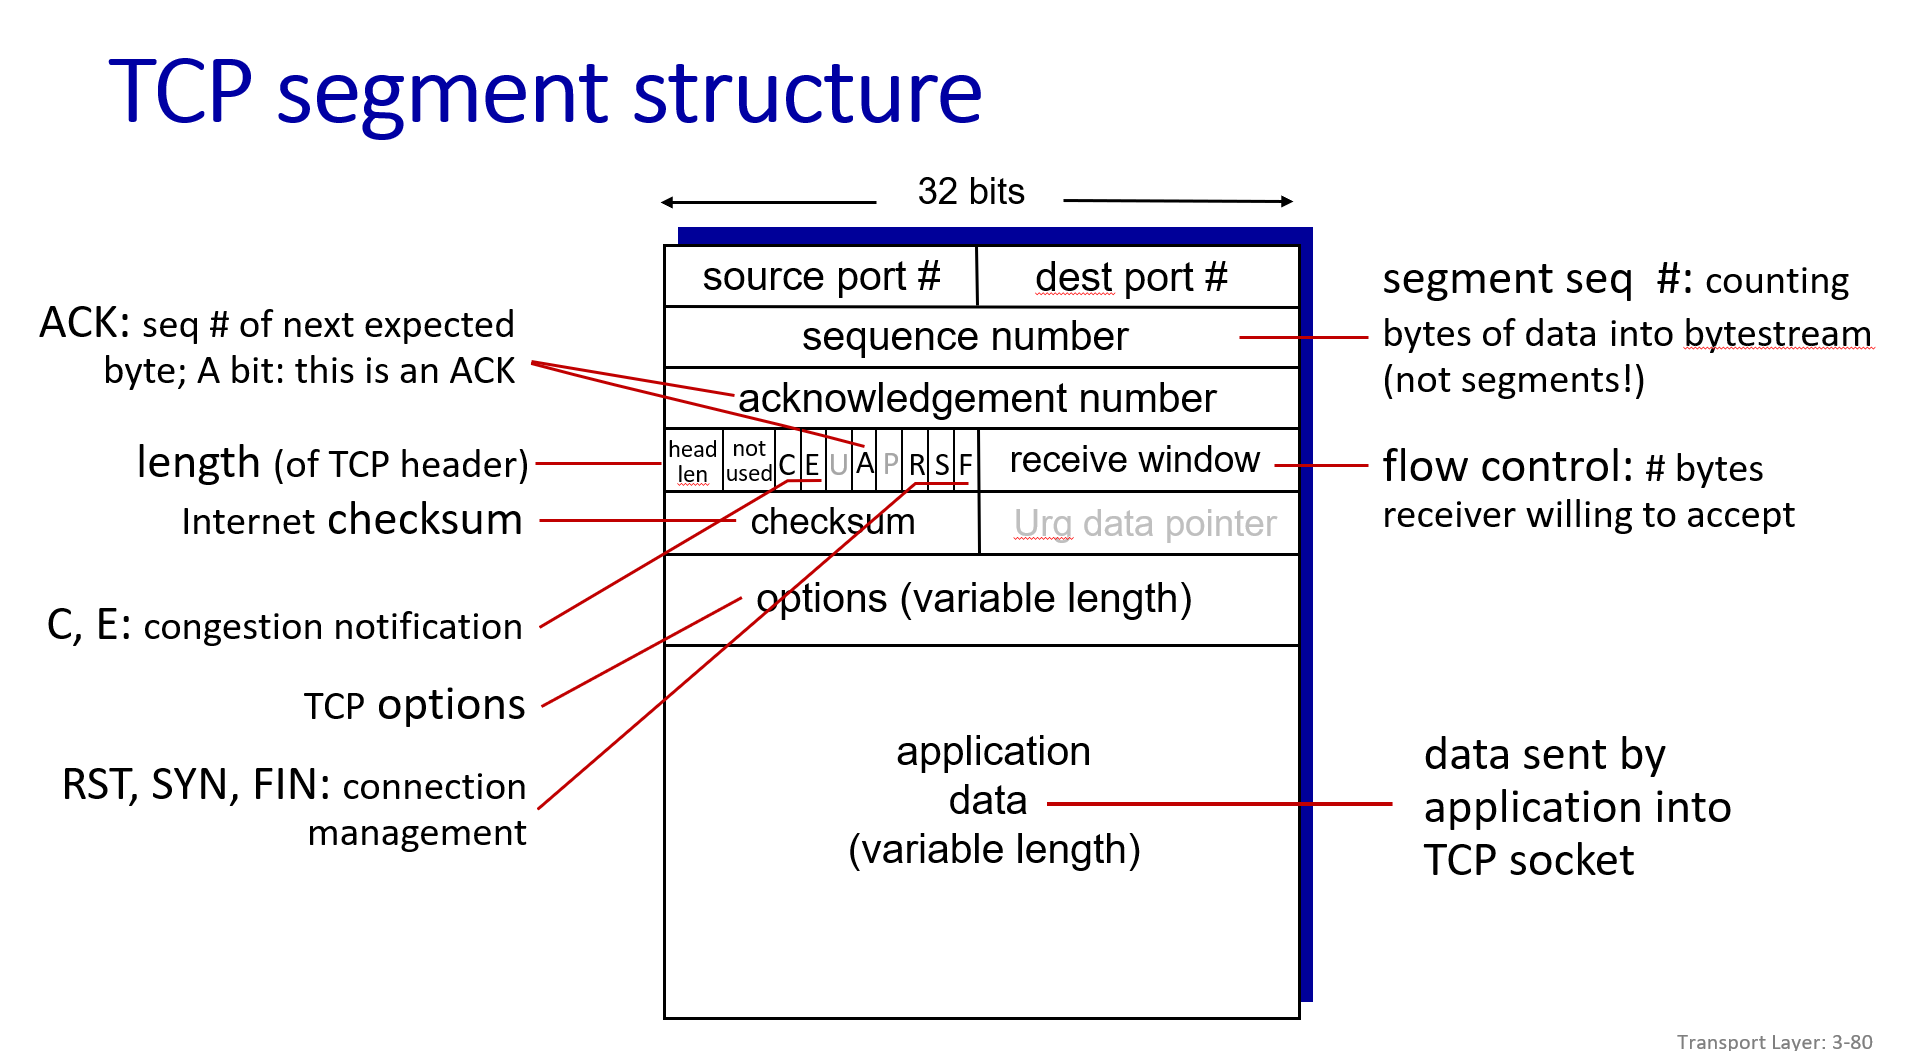 TCP segment structure
32 bits
source port #
dest port #
sequence number
acknowledgement number
head
len
not
used
C
E
U
A
P
R
S
F
receive window
checksum
Urg data pointer
options (variable length)
application
data
(variable length)
ACK: seq # of next expected
byte; A bit: this is an ACK
length (of TCP header)
Internet checksum
C, E: congestion notification
TCP options
RST, SYN, FIN: connection
management
segment seq #: counting
bytes of data into bytestream
(not segments!)
flow control: # bytes
receiver willing to accept
data sent by
application into
TCP socket
Transport Layer: 3-80